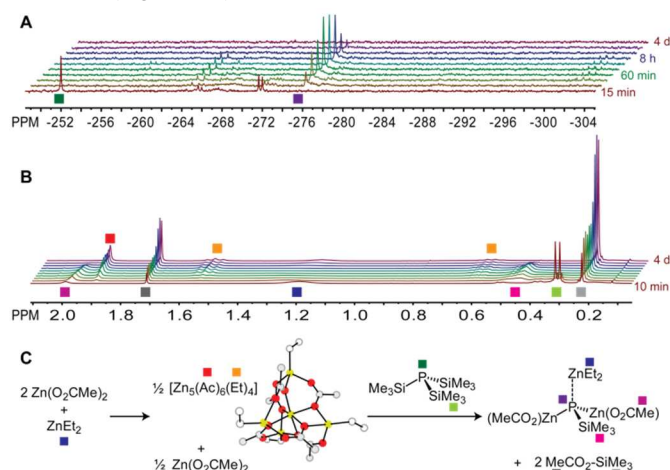 A
4 d
8 h
60 min
15 min
PPM -252 -256 -260 -264 -268 -272 -276 -280 -284 -288 -292 -296 -300 -304
B
4 d
10 min
PPM 2.0 1.8 1.6 1.4 1.2 1.0 0.8 0.6 0.4 0.2
C
2 Zn(O₂CMe)₂
+
ZnEt₂
½ [Zn₅(Ac)₆(Et)₄]
+
½ Zn(O₂CMe)₂
Me₃Si P SiMe₃
SiMe₃
ZnEt₂
(MeCO₂)Zn P Zn(O₂CMe)
SiMe₃
+ 2 MeCO₂-SiMe₃